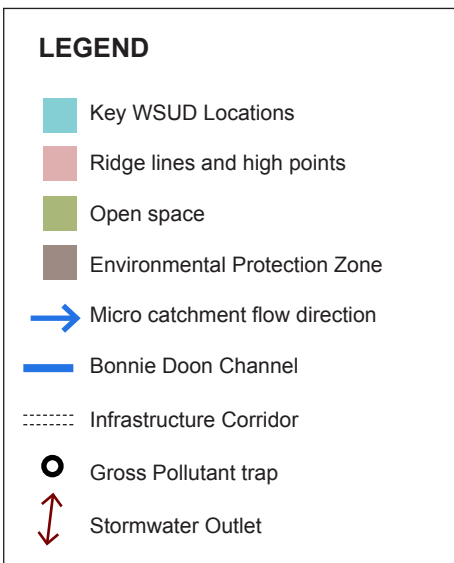 LEGEND
Key WSUD Locations
Ridge lines and high points
Open space
Environmental Protection Zone
Micro catchment flow direction
Bonnie Doon Channel
Infrastructure Corridor
Gross Pollutant trap
Stormwater Outlet